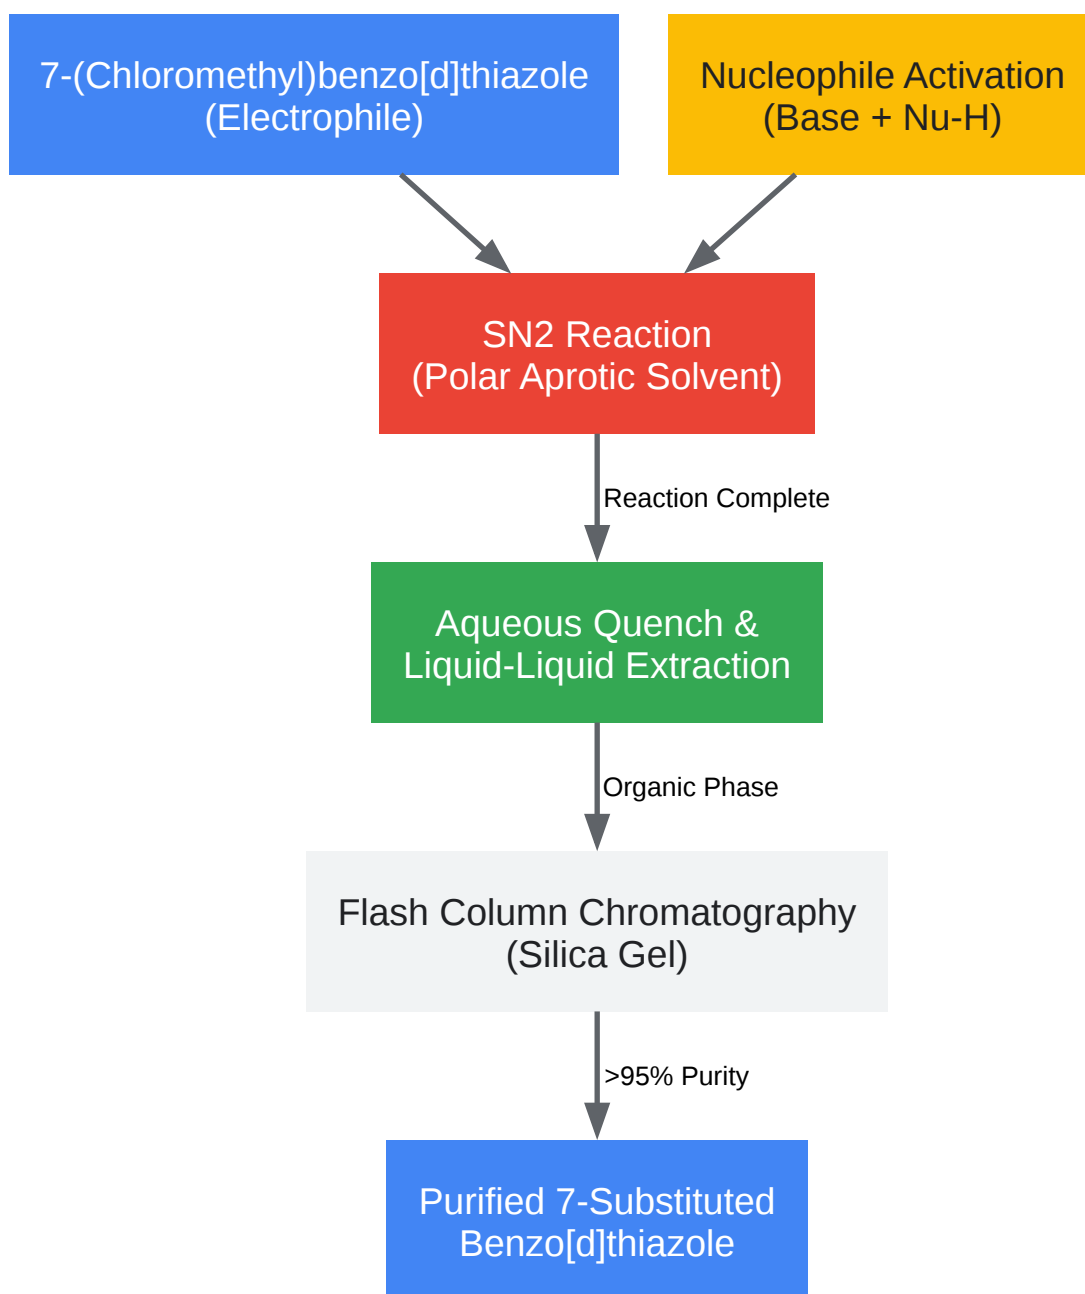 7-(Chloromethyl)benzo[d]thiazole
(Electrophile)
Nucleophile Activation
(Base + Nu-H)
SN2 Reaction
(Polar Aprotic Solvent)
Reaction Complete
Aqueous Quench &
Liquid-Liquid Extraction
Organic Phase
Flash Column Chromatography
(Silica Gel)
>95% Purity
Purified 7-Substituted
Benzo[d]thiazole